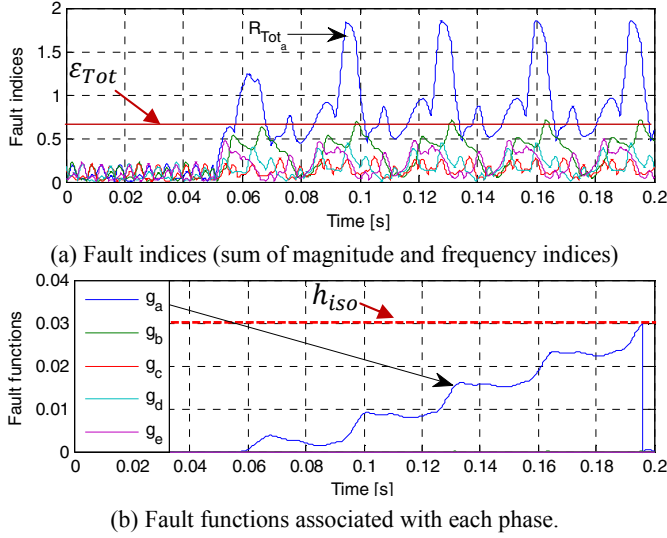 2
1.5
1
0.5
0
Fault indices
R_Tot_a
ε_Tot
0 0.02 0.04 0.06 0.08 0.1 0.12 0.14 0.16 0.18 0.2
Time [s]
(a) Fault indices (sum of magnitude and frequency indices)
0.04
0.03
0.02
0.01
0
Fault functions
g_a
g_b
g_c
g_d
g_e
h_iso
0 0.02 0.04 0.06 0.08 0.1 0.12 0.14 0.16 0.18 0.2
Time [s]
(b) Fault functions associated with each phase.